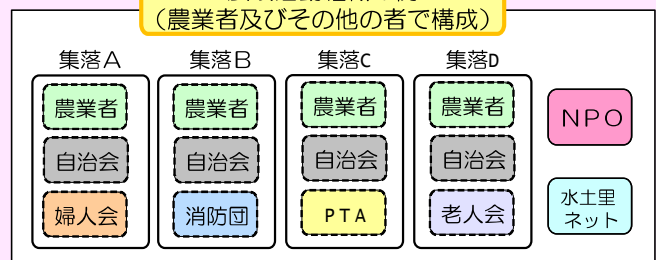 （農業者及びその他の者で構成）
集落A 集落B 集落C 集落D
農業者 農業者 農業者 農業者 NPO
自治会 自治会 自治会 自治会
婦人会 消防団 PTA 老人会 水土里
ネット